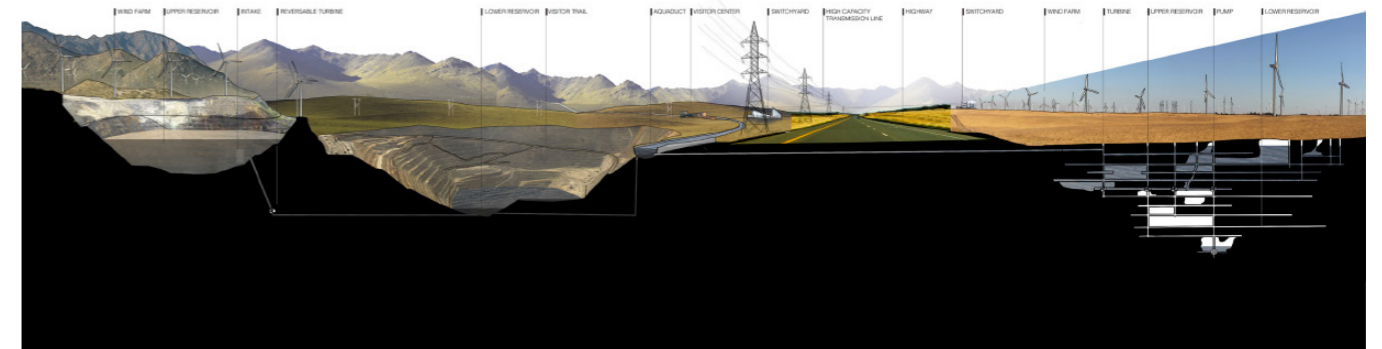 WIND FARM
UPPER RESERVOIR
INTAKE
REVERSABLE TURBINE
LOWER RESERVOIR
VISITOR TRAIL
AQUADUCT
VISITOR CENTER
SWITCHYARD
HIGH CAPACITY
TRANSMISSION LINE
HIGHWAY
SWITCHYARD
WIND FARM
TURBINE
UPPER RESERVOIR
PUMP
LOWER RESERVOIR